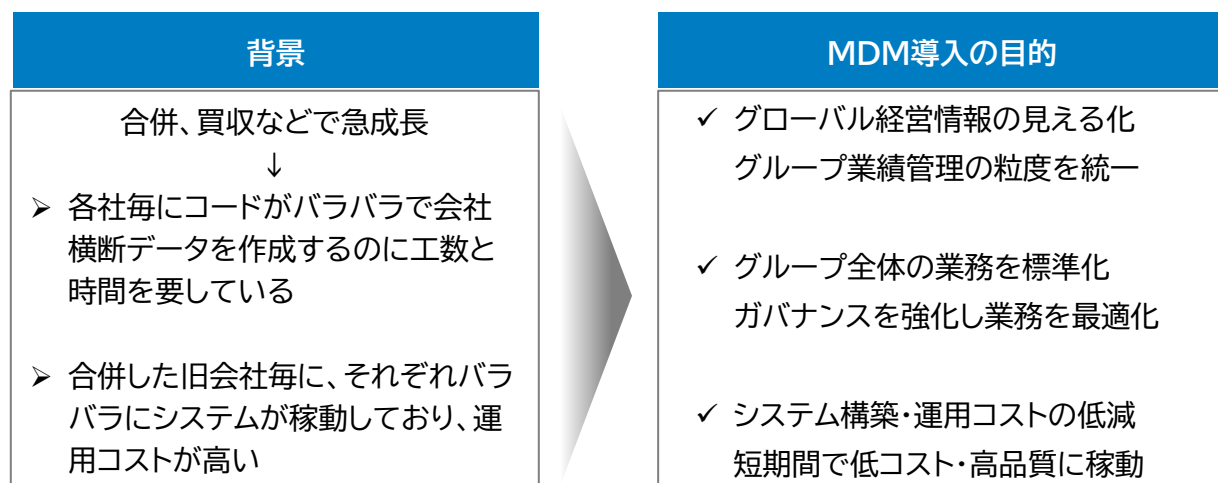 背景
合併、買収などで急成長
↓
➢ 各社毎にコードがバラバラで会社
横断データを作成するのに工数と
時間を要している
➢ 合併した旧会社毎に、それぞれバラ
バラにシステムが稼動しており、運
用コストが高い
MDM導入の目的
✓ グローバル経営情報の見える化
グループ業績管理の粒度を統一
✓ グループ全体の業務を標準化
ガバナンスを強化し業務を最適化
✓ システム構築・運用コストの低減
短期間で低コスト・高品質に稼動